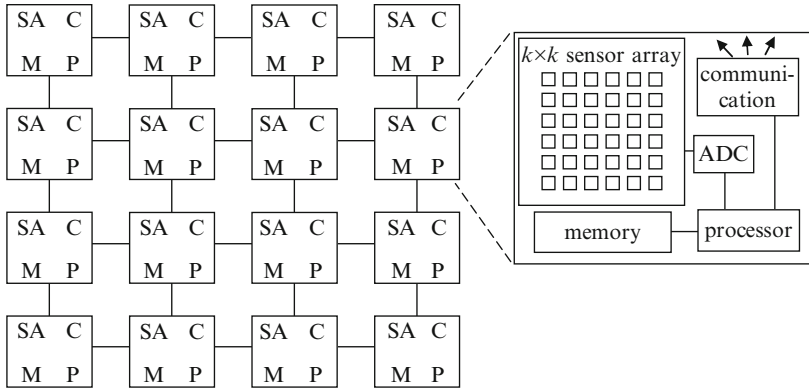 SA C SA C SA C SA C
M P M P M P M P
SA C SA C SA C SA C
M P M P M P M P
SA C SA C SA C SA C
M P M P M P M P
SA C SA C SA C SA C
M P M P M P M P
k×k sensor array
communi-
cation
ADC
memory
processor